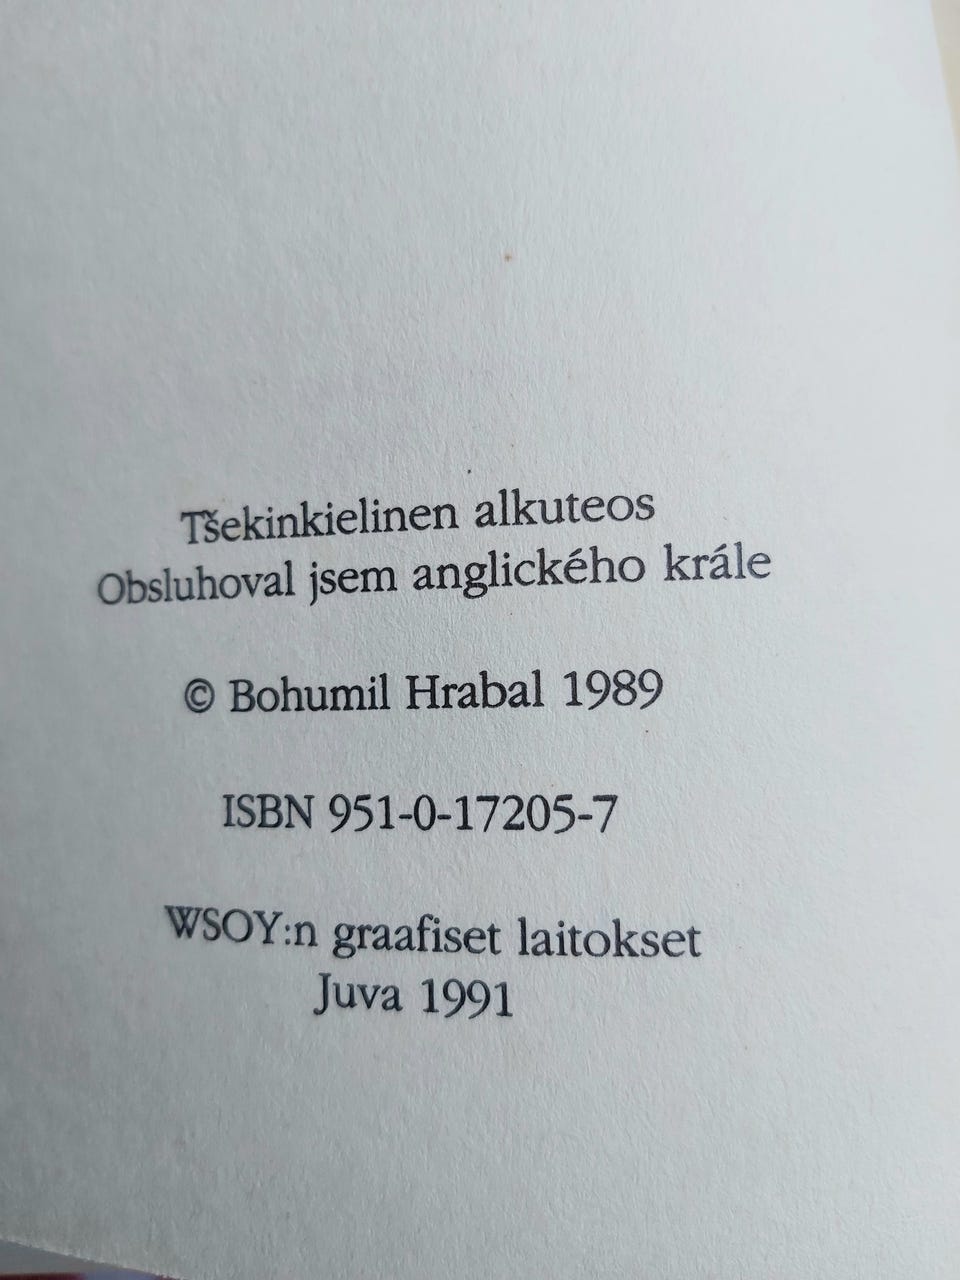 Tšekinkielinen alkuteos
Obsluhoval jsem anglického krále
© Bohumil Hrabal 1989
ISBN 951-0-17205-7
WSOY:n graafiset laitokset
Juva 1991